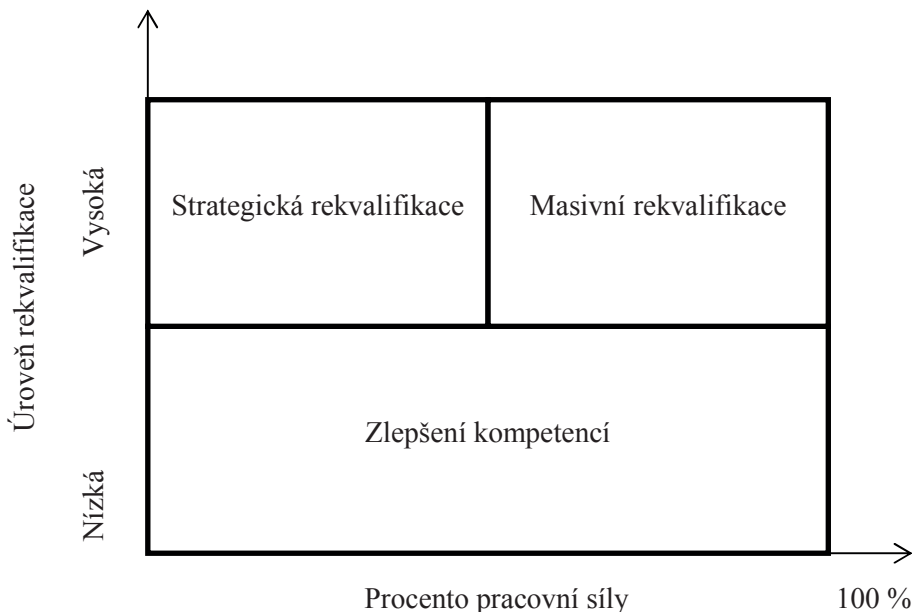 Úroveň rekvalifikace
Vysoká
Nízká
Strategická rekvalifikace
Masivní rekvalifikace
Zlepšení kompetencí
Procento pracovní síly
100 %